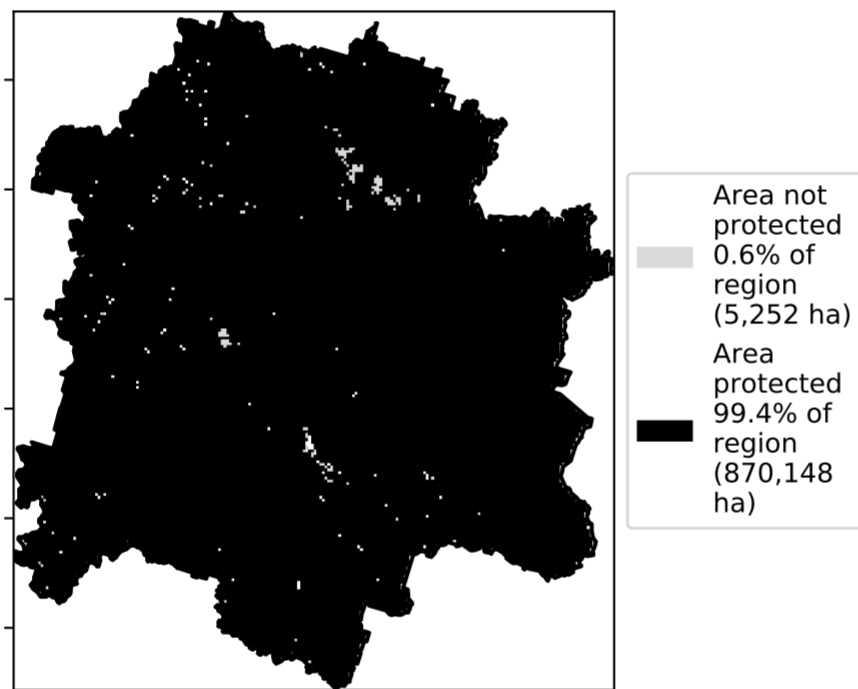 Area not
protected
0.6% of
region
(5,252 ha)
Area
protected
99.4% of
region
(870,148
ha)